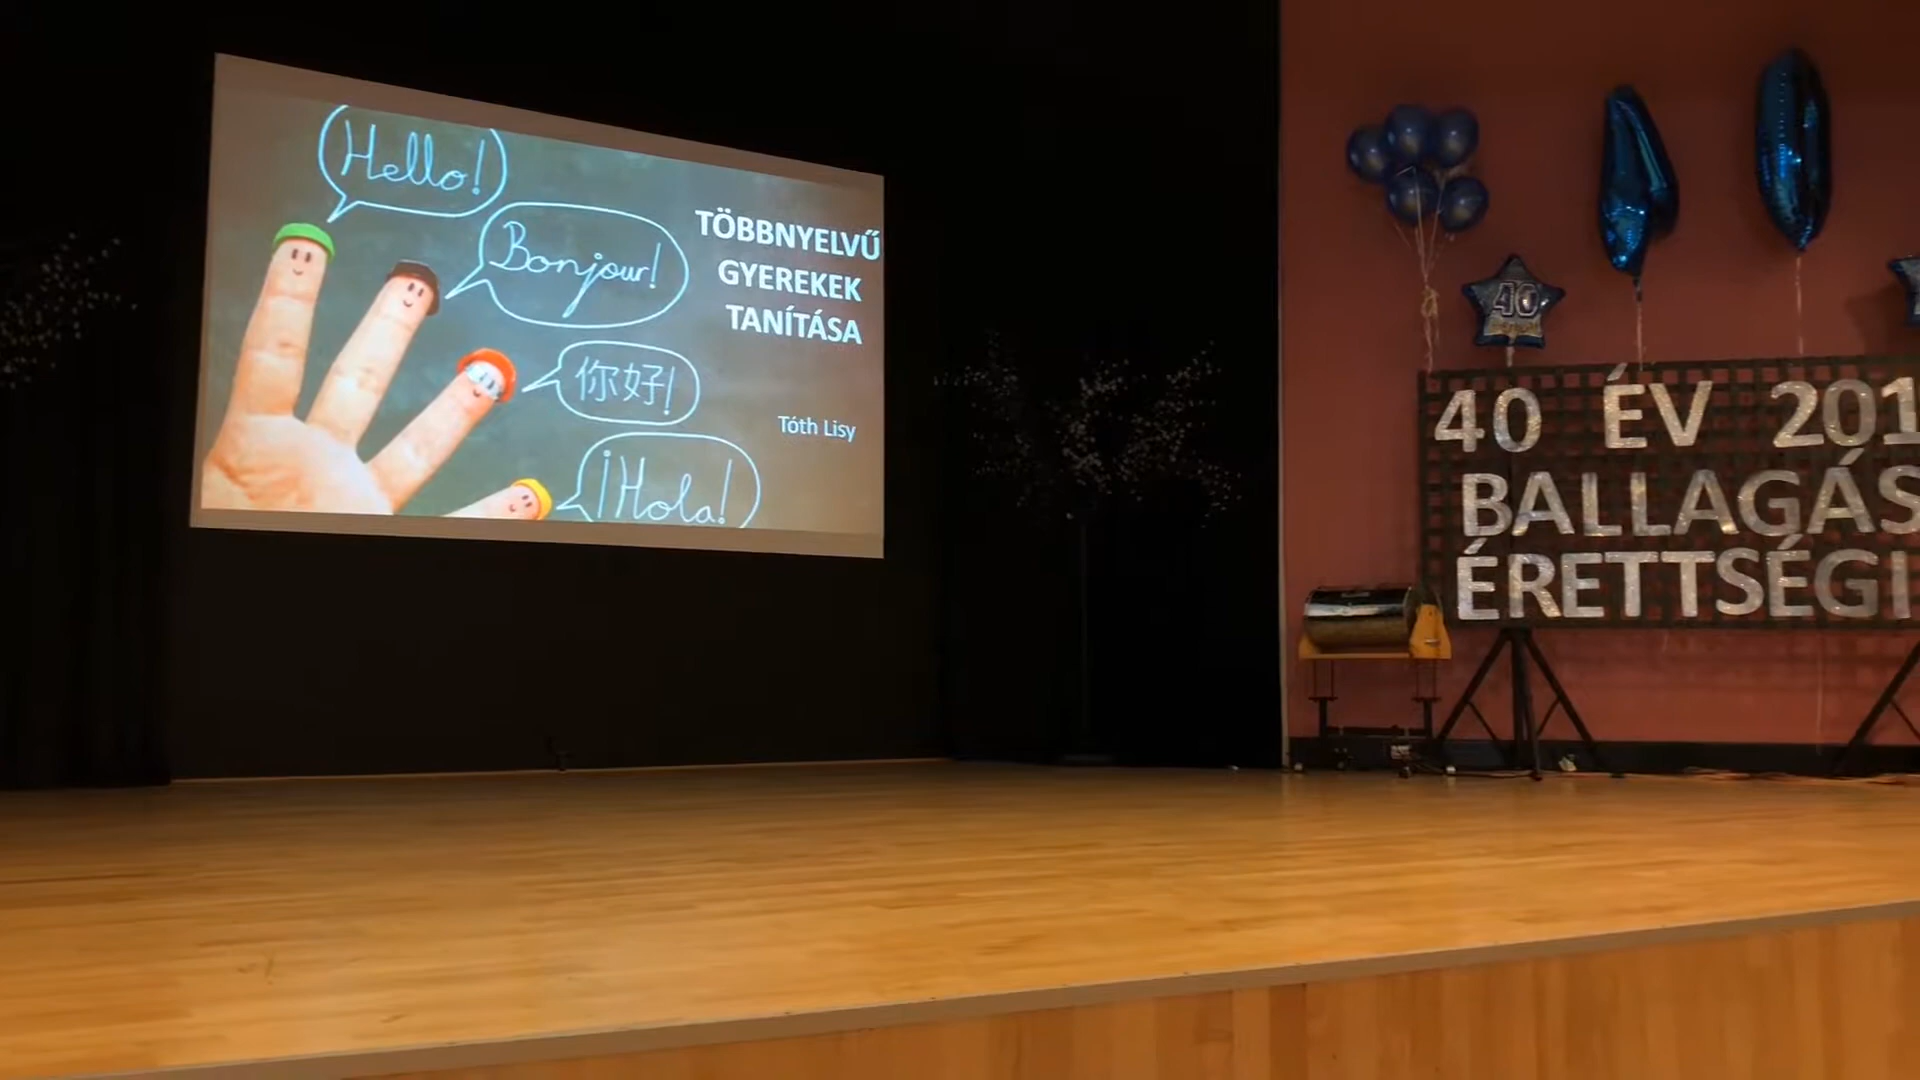 Hello!
Bonjour!
你好!
¡Hola!
TÖBBNYELVŰ
GYEREKEK
TANÍTÁSA
Tóth Lisy
40
40 ÉV 201
BALLAGÁS
ÉRETTSÉGI